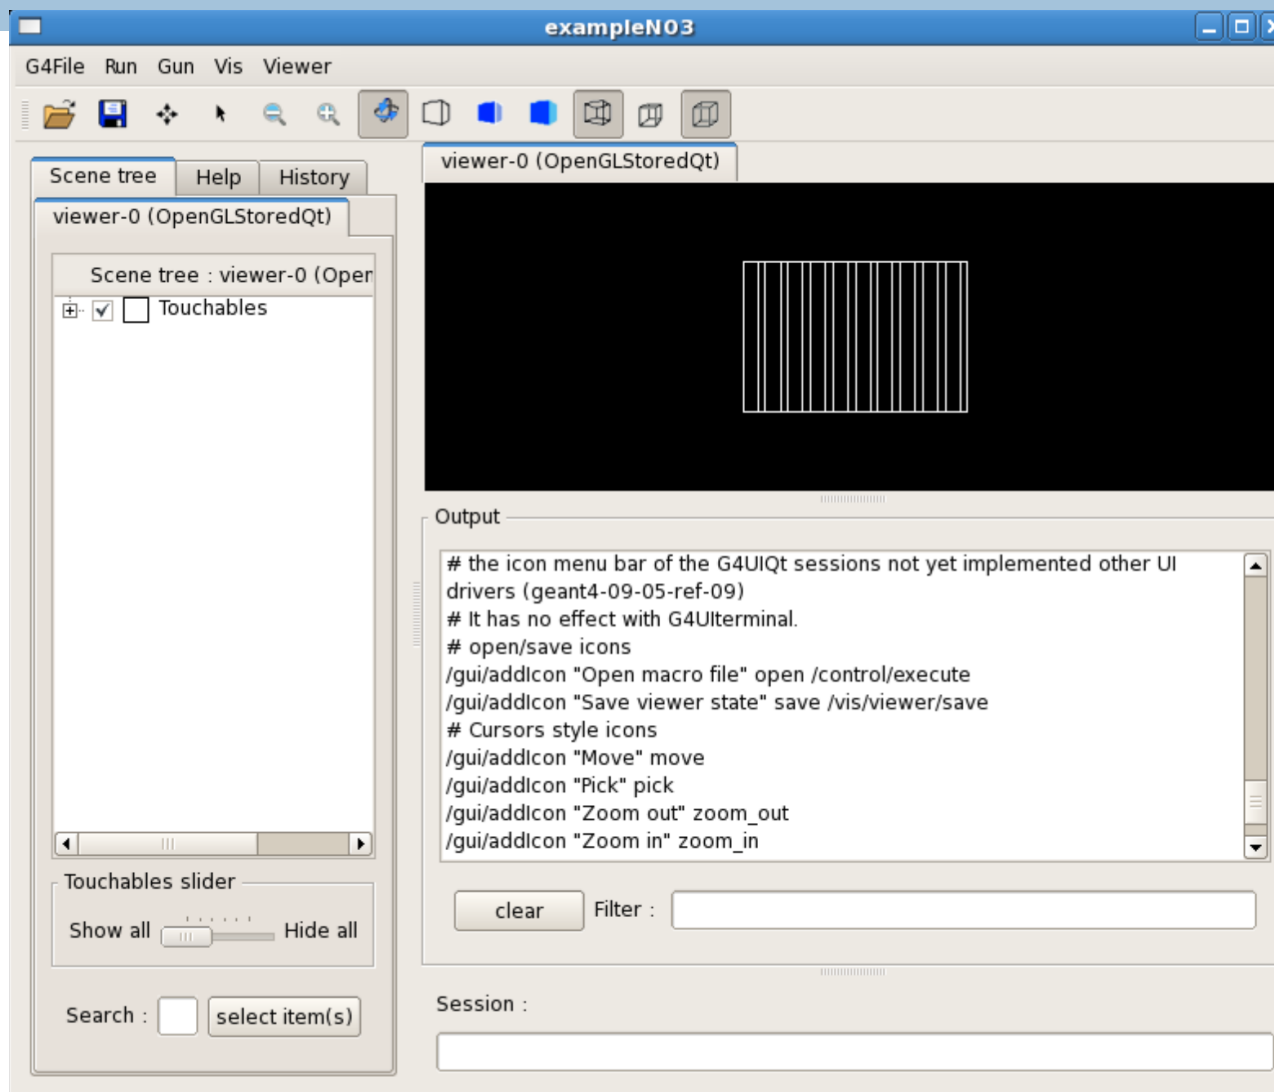 exampleN03
G4File Run Gun Vis Viewer
Scene tree Help History
viewer-0 (OpenGLStoredQt)
Scene tree : viewer-0 (Open
Touchables
Touchables slider
Show all Hide all
Search : select item(s)
viewer-0 (OpenGLStoredQt)
Output
# the icon menu bar of the G4UIQt sessions not yet implemented other UI
drivers (geant4-09-05-ref-09)
# It has no effect with G4UIterminal.
# open/save icons
/gui/addIcon "Open macro file" open /control/execute
/gui/addIcon "Save viewer state" save /vis/viewer/save
# Cursors style icons
/gui/addIcon "Move" move
/gui/addIcon "Pick" pick
/gui/addIcon "Zoom out" zoom_out
/gui/addIcon "Zoom in" zoom_in
clear Filter :
Session :